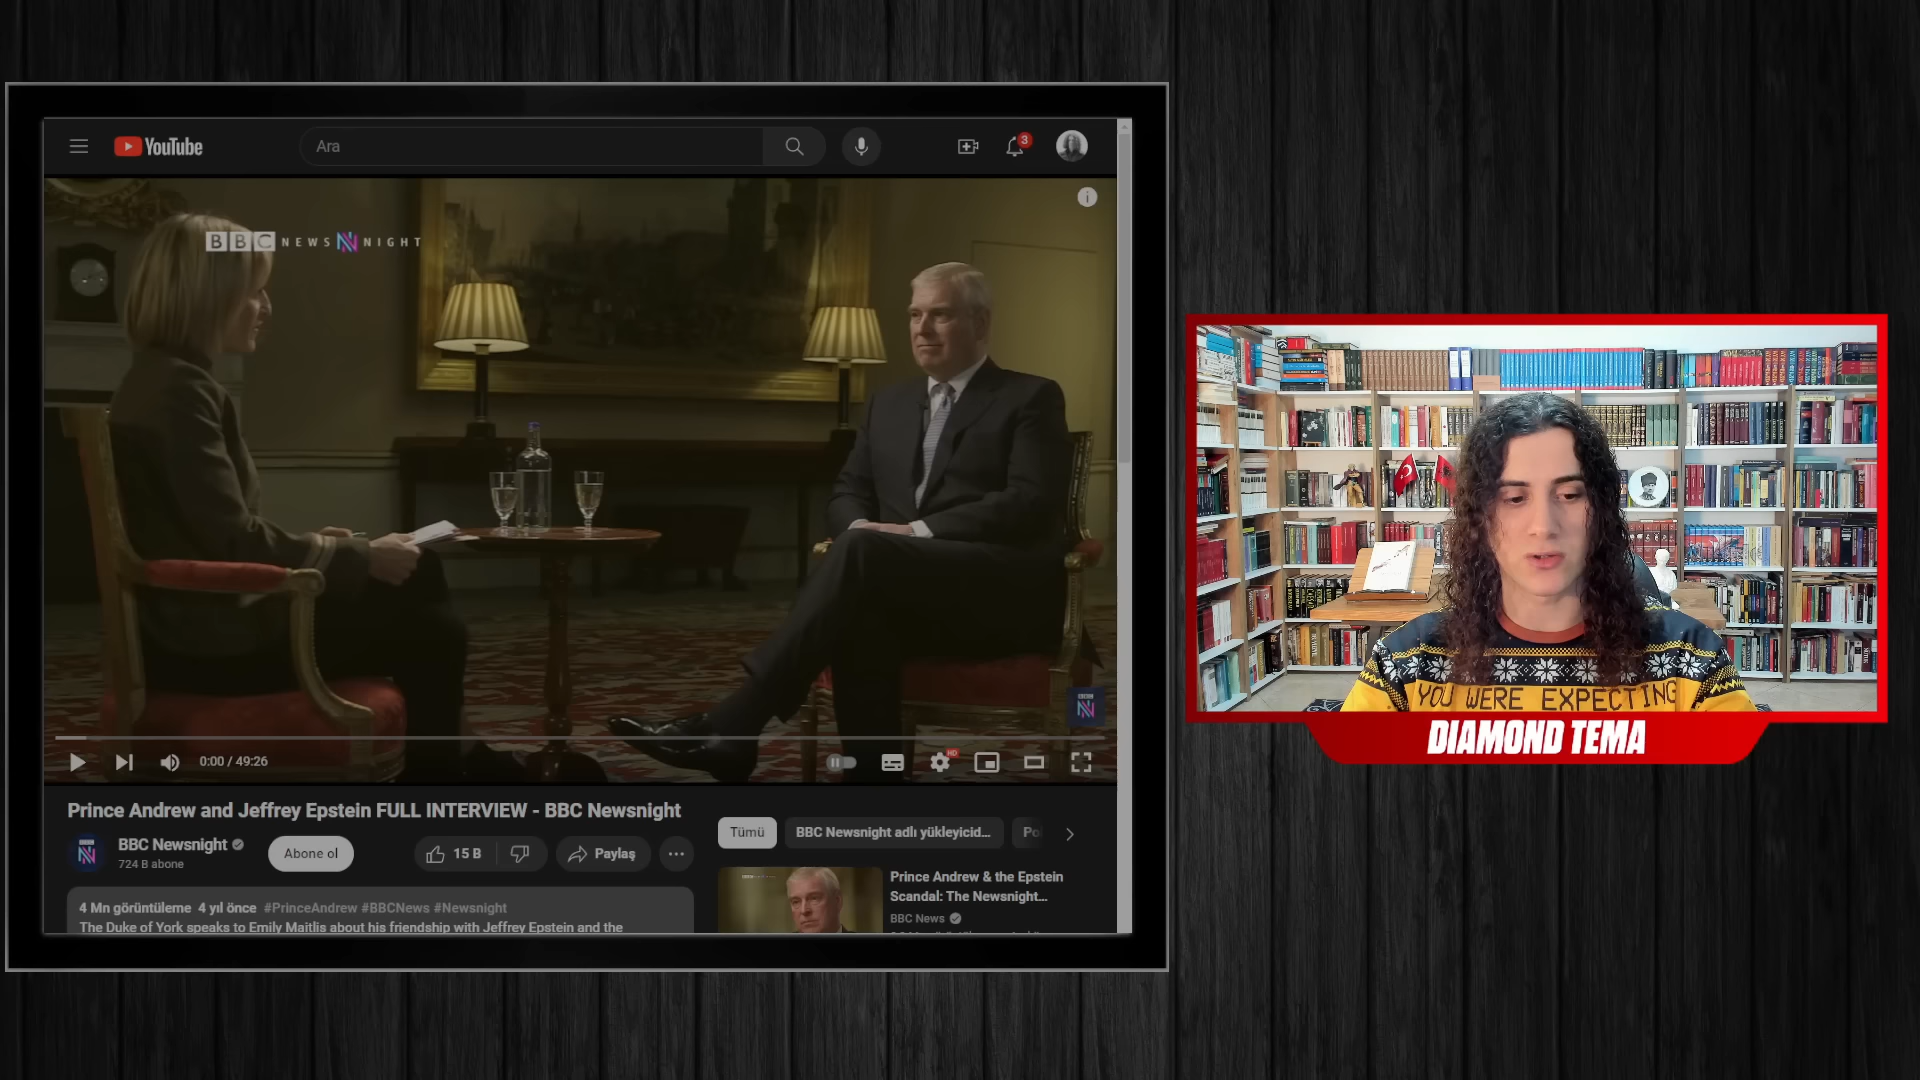 YouTube
Ara
3
BBC NEWSNIGHT
0:00 / 49:26
HD
Prince Andrew and Jeffrey Epstein FULL INTERVIEW - BBC Newsnight
BBC Newsnight
724 B abone
Abone ol
15 B
Paylaş
4 Mn görüntüleme 4 yıl önce #PrinceAndrew #BBCNews #Newsnight
The Duke of York speaks to Emily Maitlis about his friendship with Jeffrey Epstein and the
Tümü
BBC Newsnight adlı yükleyicid...
Prince Andrew & the Epstein
Scandal: The Newsnight...
BBC News
YOU WERE EXPECTING
DIAMOND TEMA